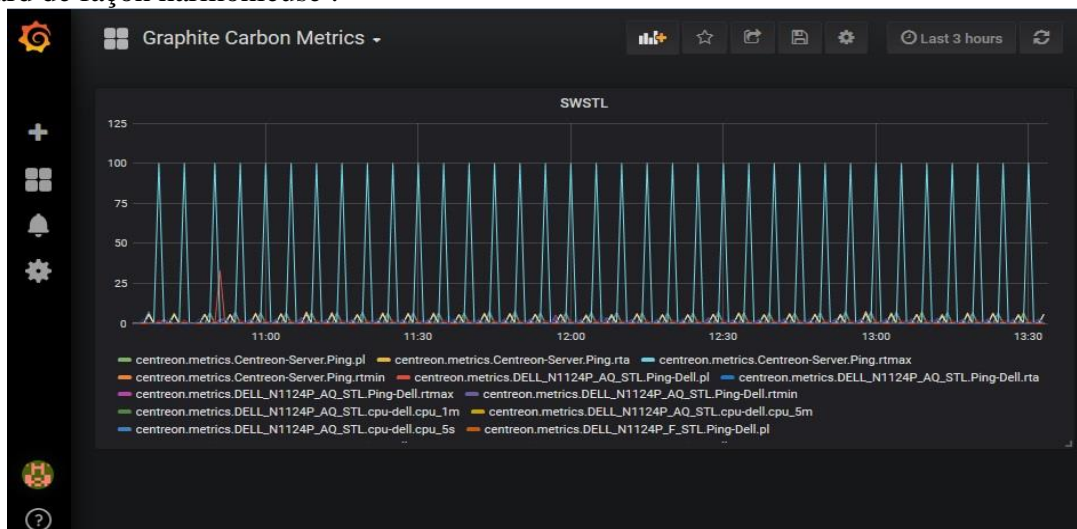 de façon harmonieuse .
Graphite Carbon Metrics
Last 3 hours
SWSTL
125
100
75
50
25
0
11:00 11:30 12:00 12:30 13:00 13:30
centreon.metrics.Centreon-Server.Ping.pl centreon.metrics.Centreon-Server.Ping.rta centreon.metrics.Centreon-Server.Ping.rtmax
centreon.metrics.Centreon-Server.Ping.rtmin centreon.metrics.DELL_N1124P_AQ_STL.Ping-Dell.pl centreon.metrics.DELL_N1124P_AQ_STL.Ping-Dell.rta
centreon.metrics.DELL_N1124P_AQ_STL.Ping-Dell.rtmax centreon.metrics.DELL_N1124P_AQ_STL.Ping-Dell.rtmin
centreon.metrics.DELL_N1124P_AQ_STL.cpu-dell.cpu_1m centreon.metrics.DELL_N1124P_AQ_STL.cpu-dell.cpu_5m
centreon.metrics.DELL_N1124P_AQ_STL.cpu-dell.cpu_5s centreon.metrics.DELL_N1124P_F_STL.Ping-Dell.pl